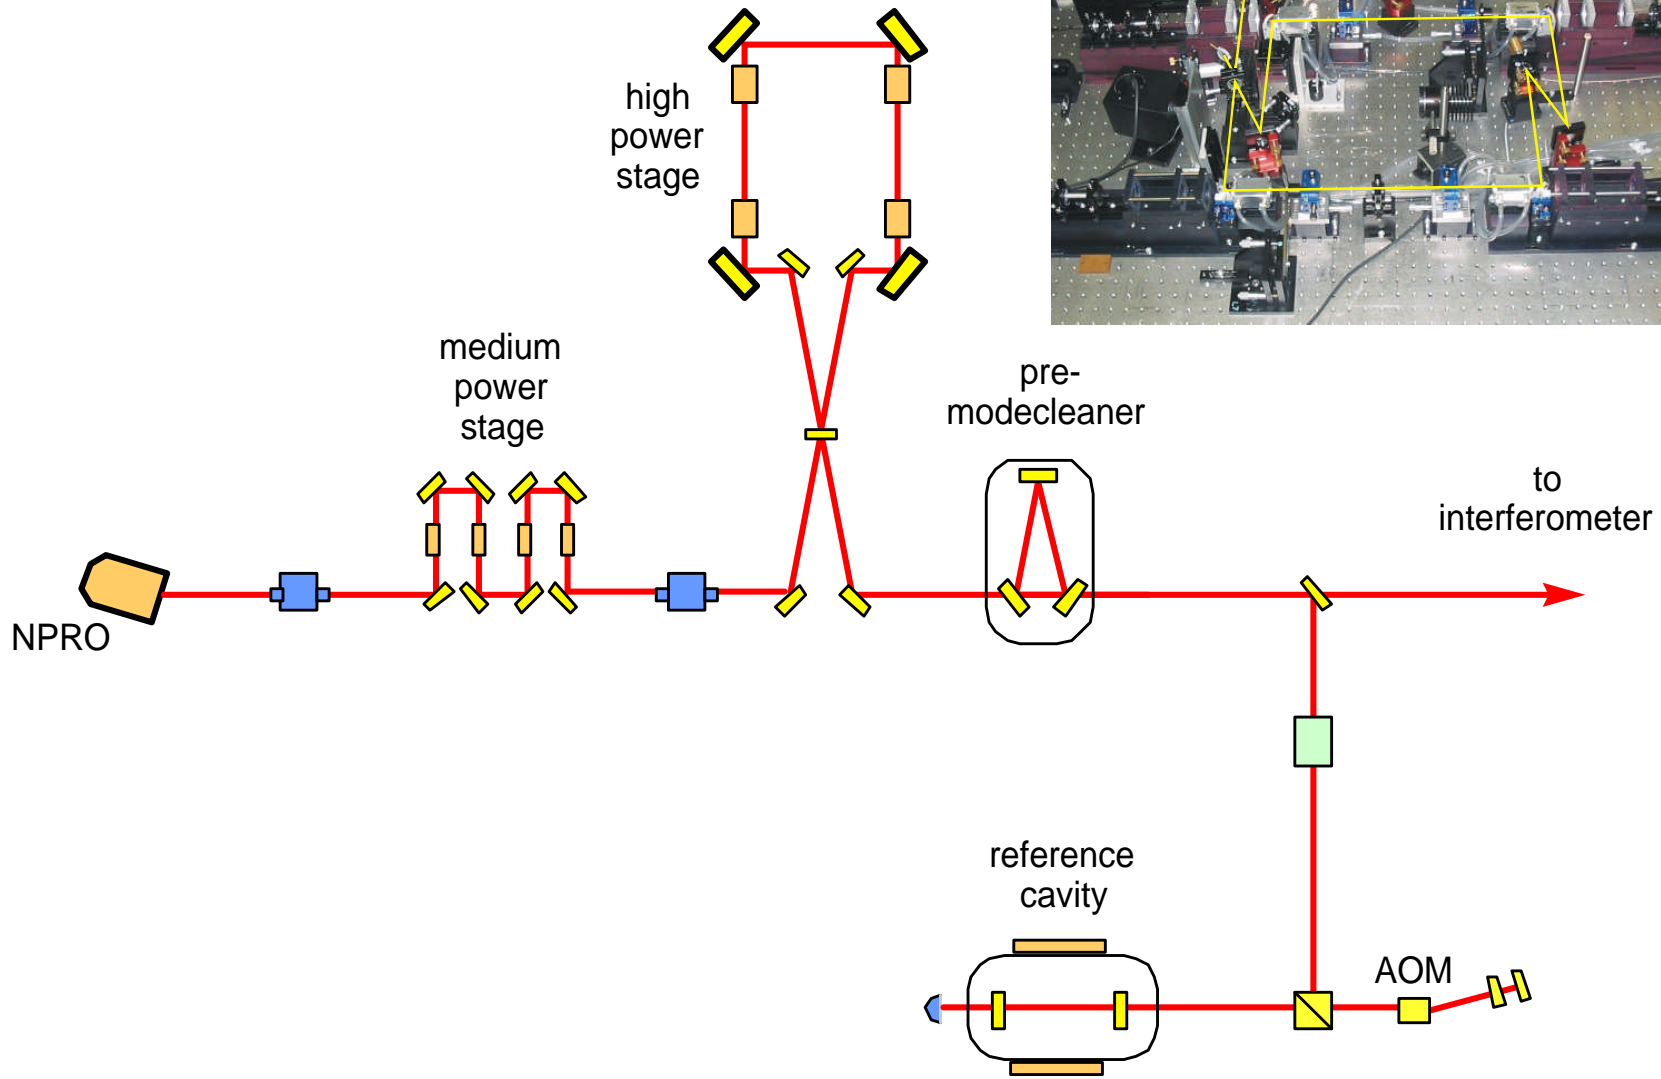 high
power
stage
medium
power
stage
pre-
modecleaner
to
interferometer
NPRO
reference
cavity
AOM